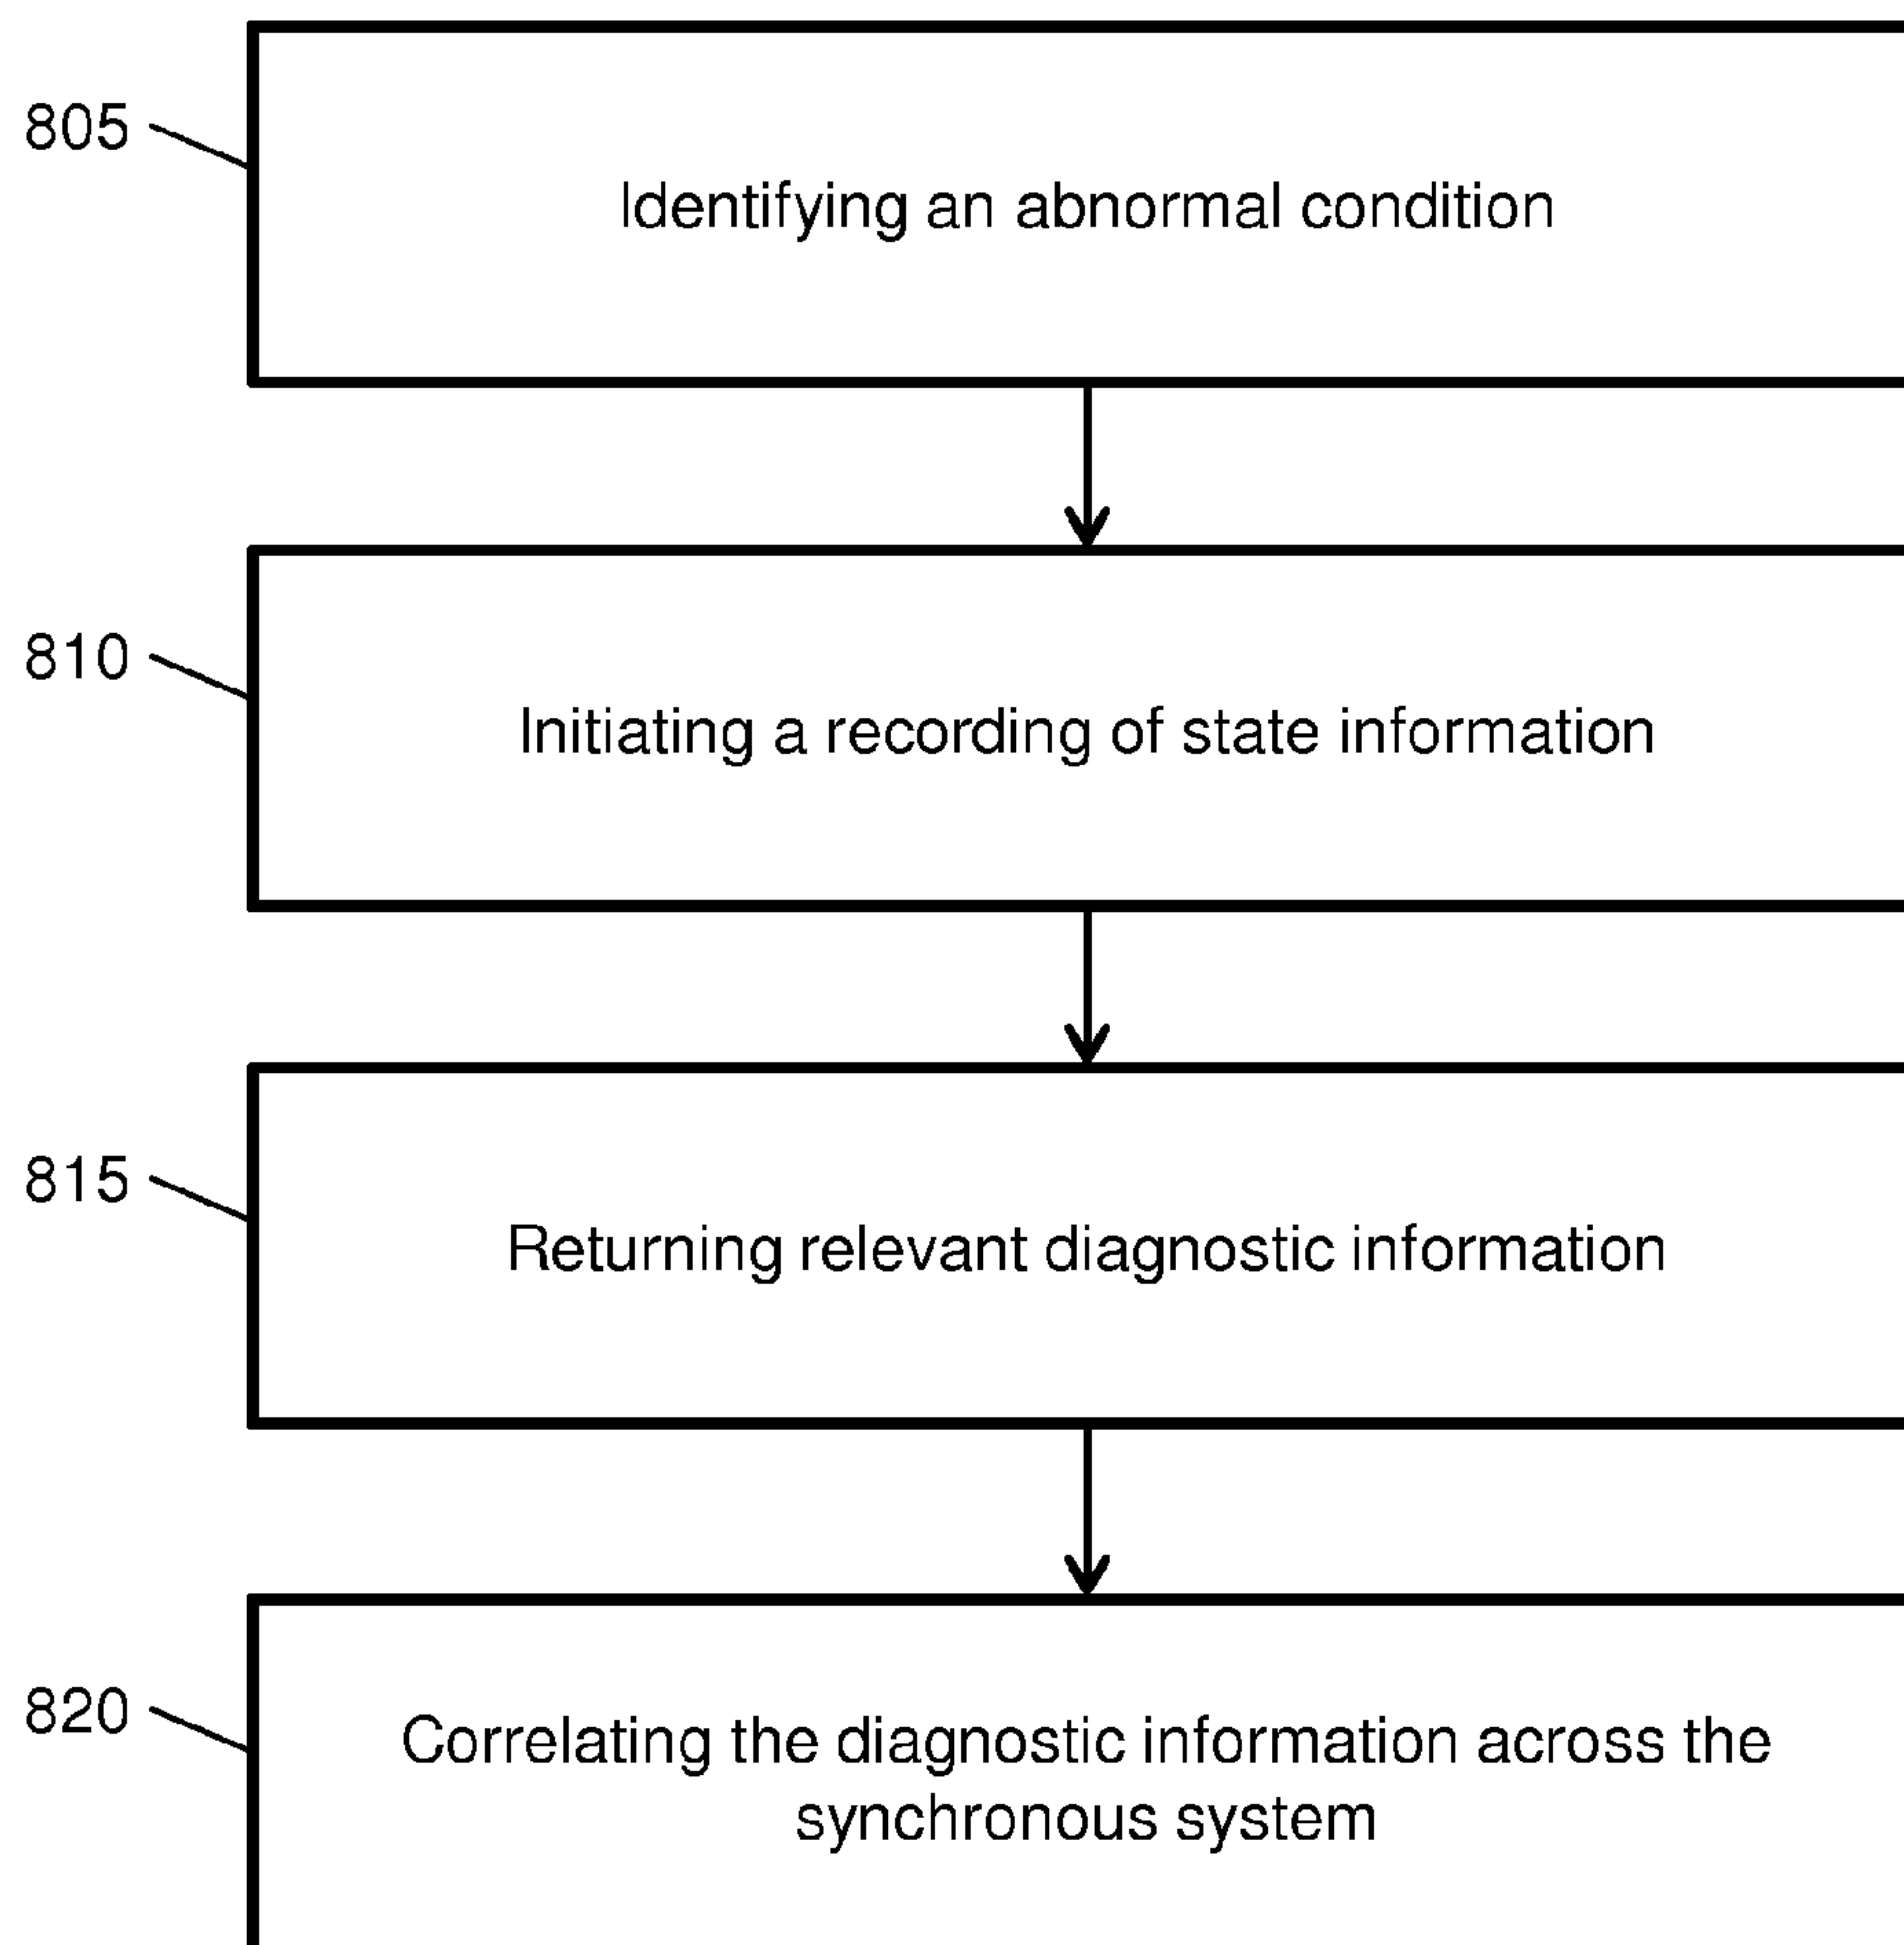 805
Identifying an abnormal condition
810
Initiating a recording of state information
815
Returning relevant diagnostic information
820
Correlating the diagnostic information across the
synchronous system